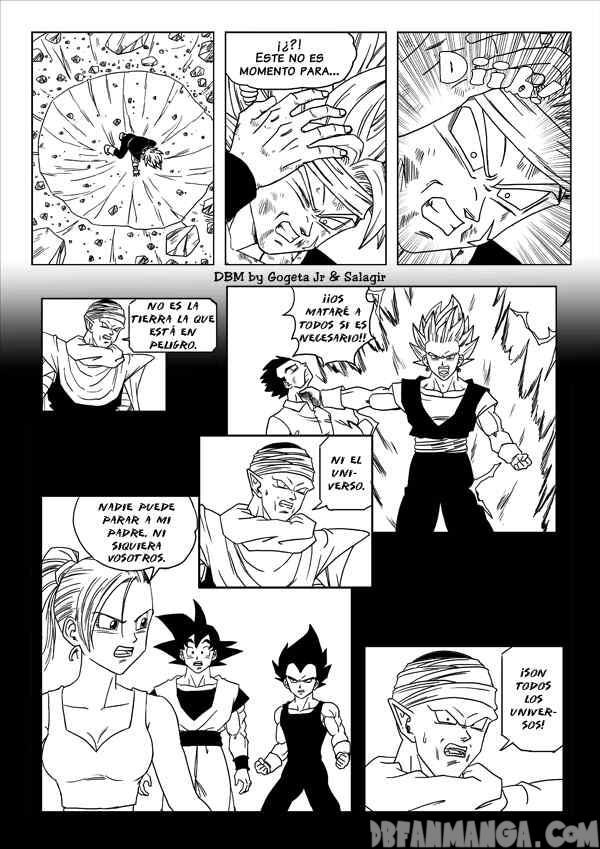 ¡¿?!
ESTE NO ES
MOMENTO PARA...
DBM by Gogeta Jr & Salagir
NO ES LA
TIERRA LA QUE
ESTÁ EN
PELIGRO.
¡¡OS
MATARÉ A
TODOS SI ES
NECESARIO!!
NI EL
UNI-
VERSO.
NADIE PUEDE
PARAR A MI
PADRE, NI
SIQUIERA
VOSOTROS.
¡SON
TODOS
LOS
UNIVER-
SOS!
DBFANMANGA.COM